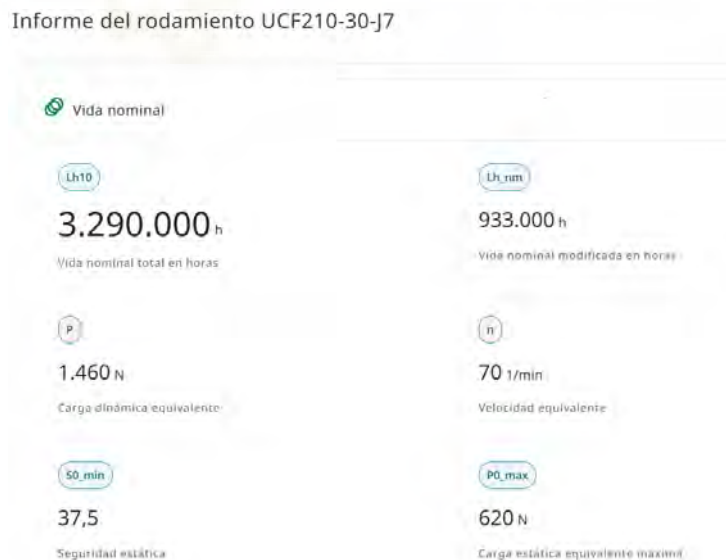 Informe del rodamiento UCF210-30-J7
Vida nominal
Lh10
3.290.000 h
Vida nominal total en horas
Lh_nm
933.000 h
Vida nominal modificada en horas
P
1.460 N
Carga dinámica equivalente
n
70 1/min
Velocidad equivalente
S0_min
37,5
Seguridad estática
P0_max
620 N
Carga estática equivalente máxima